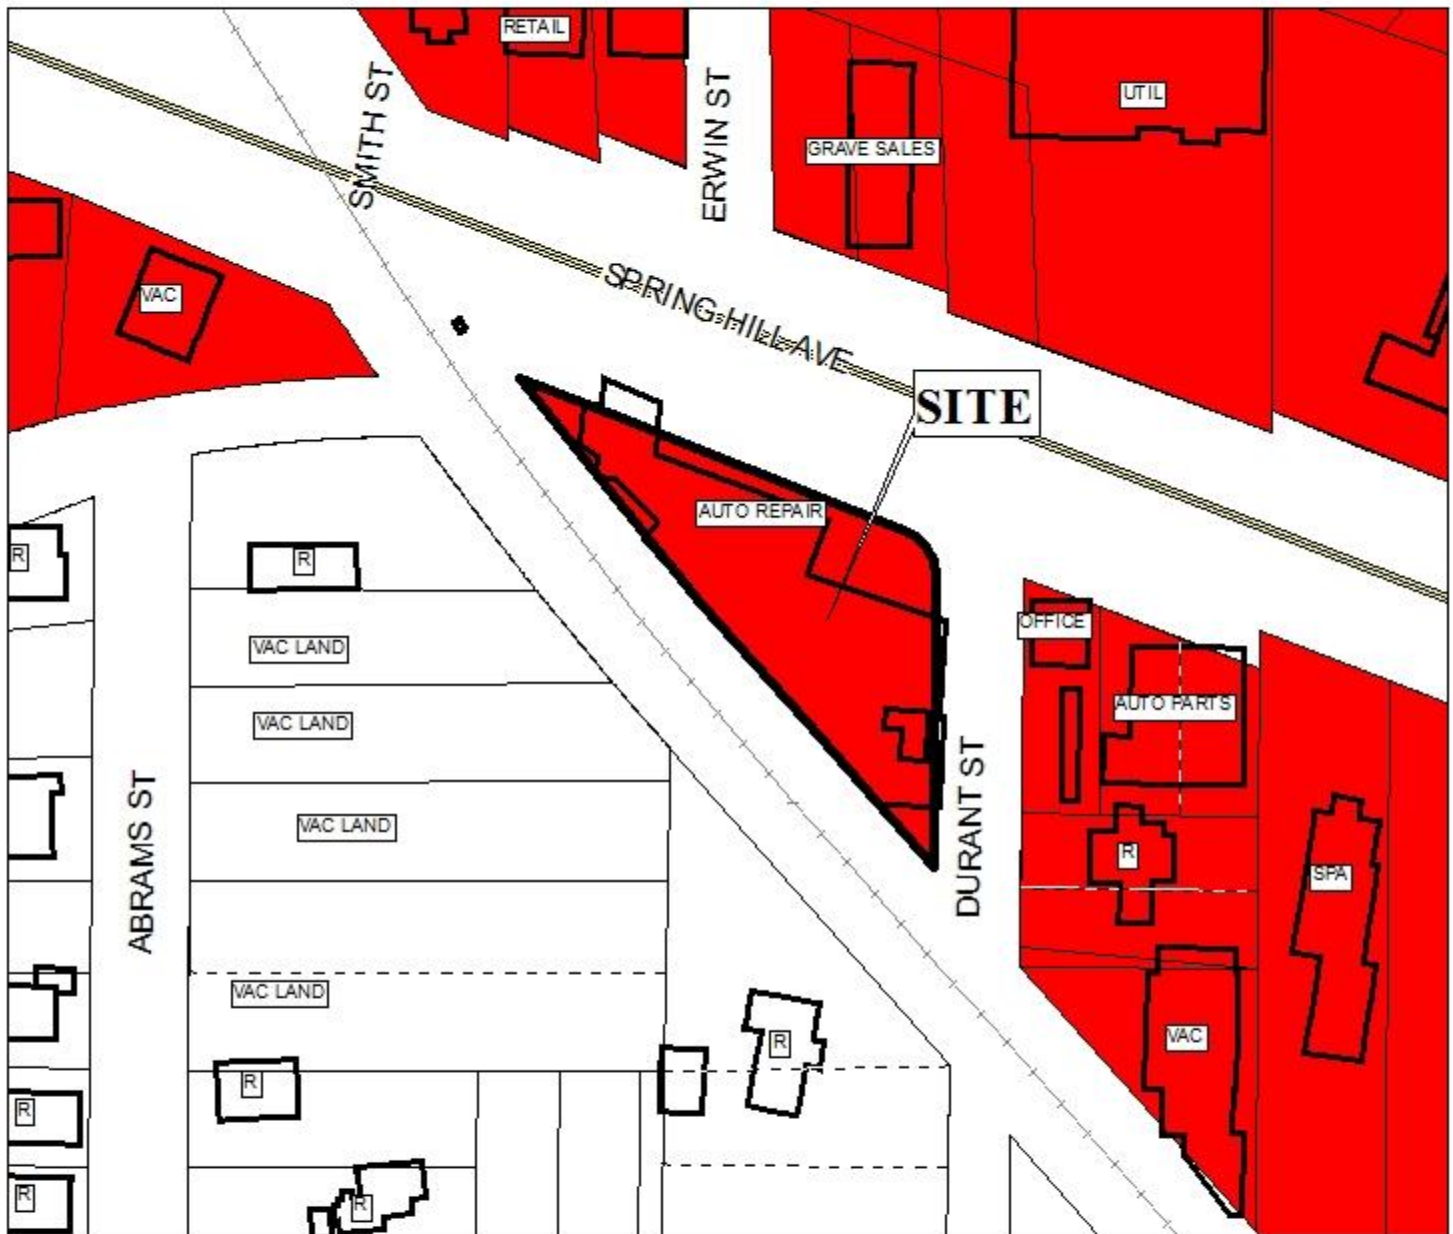 RETAIL
UTIL
SMITH ST
ERWIN ST
GRAVE SALES
VAC
SPRING HILL AVE
SITE
AUTO REPAIR
R
R
OFFICE
VAC LAND
AUTO PARTS
VAC LAND
VAC LAND
ABRAMS ST
DURANT ST
R
SPA
VAC LAND
VAC
R
R
R
R
R